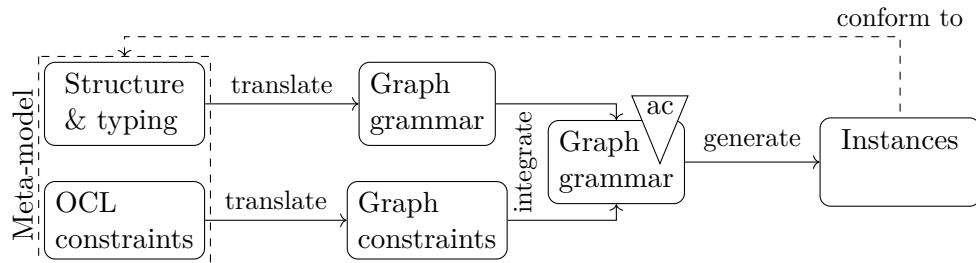 conform to
Structure
& typing
translate
Graph
grammar
ac
Graph
grammar
generate
Instances
Meta-model
integrate
OCL
constraints
translate
Graph
constraints